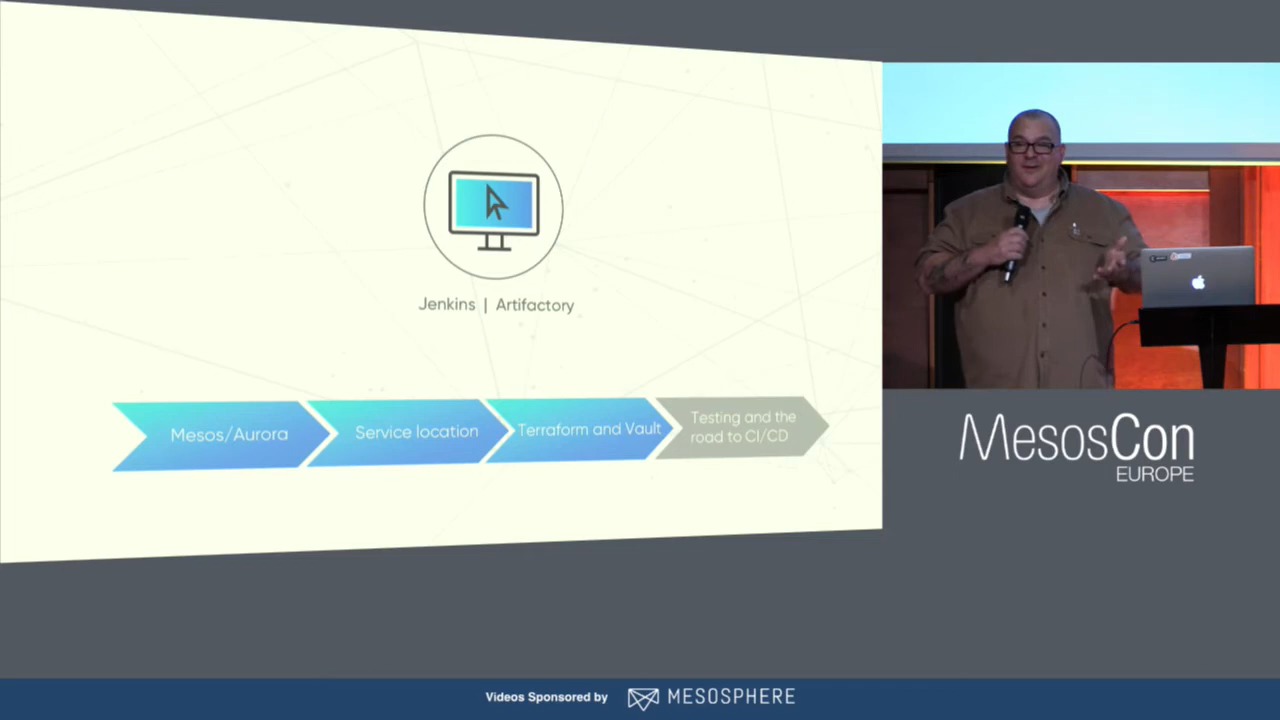 Jenkins | Artifactory
Mesos/Aurora
Service location
Terraform and Vault
Testing and the
road to CI/CD
MesosCon
EUROPE
Videos Sponsored by
MESOSPHERE